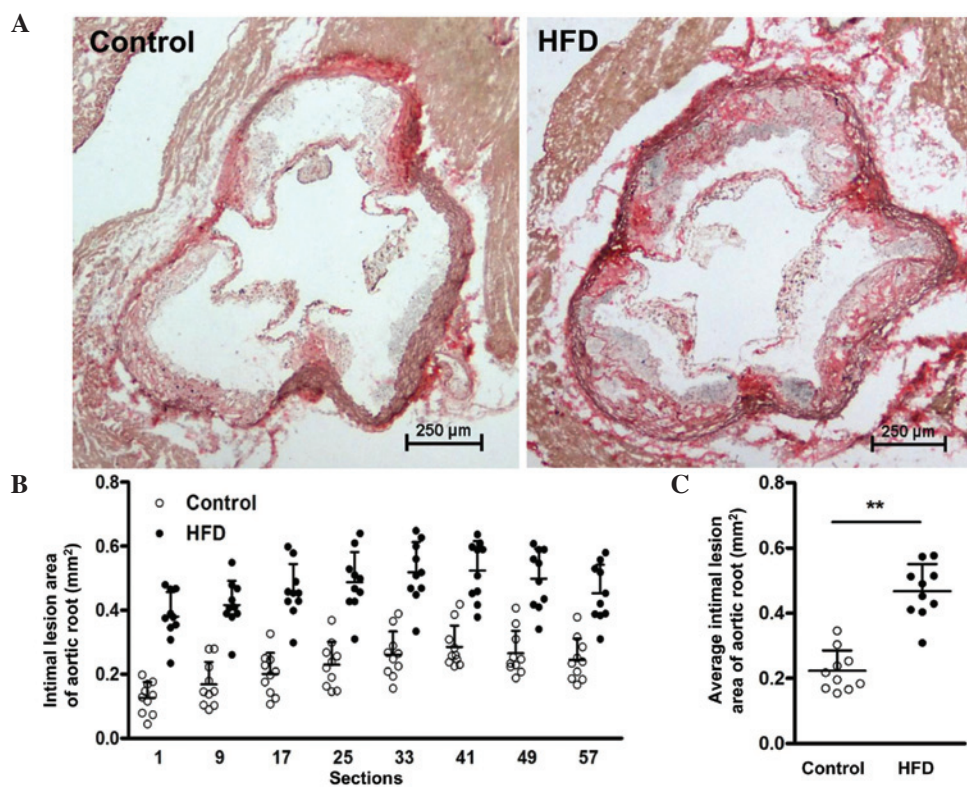 A
Control
HFD
250 µm
250 µm
B
Intimal lesion area
of aortic root (mm²)
0.8
0.6
0.4
0.2
0.0
Control
HFD
1 9 17 25 33 41 49 57
Sections
C
Average intimal lesion
area of aortic root (mm²)
0.8
0.6
0.4
0.2
0.0
**
Control HFD